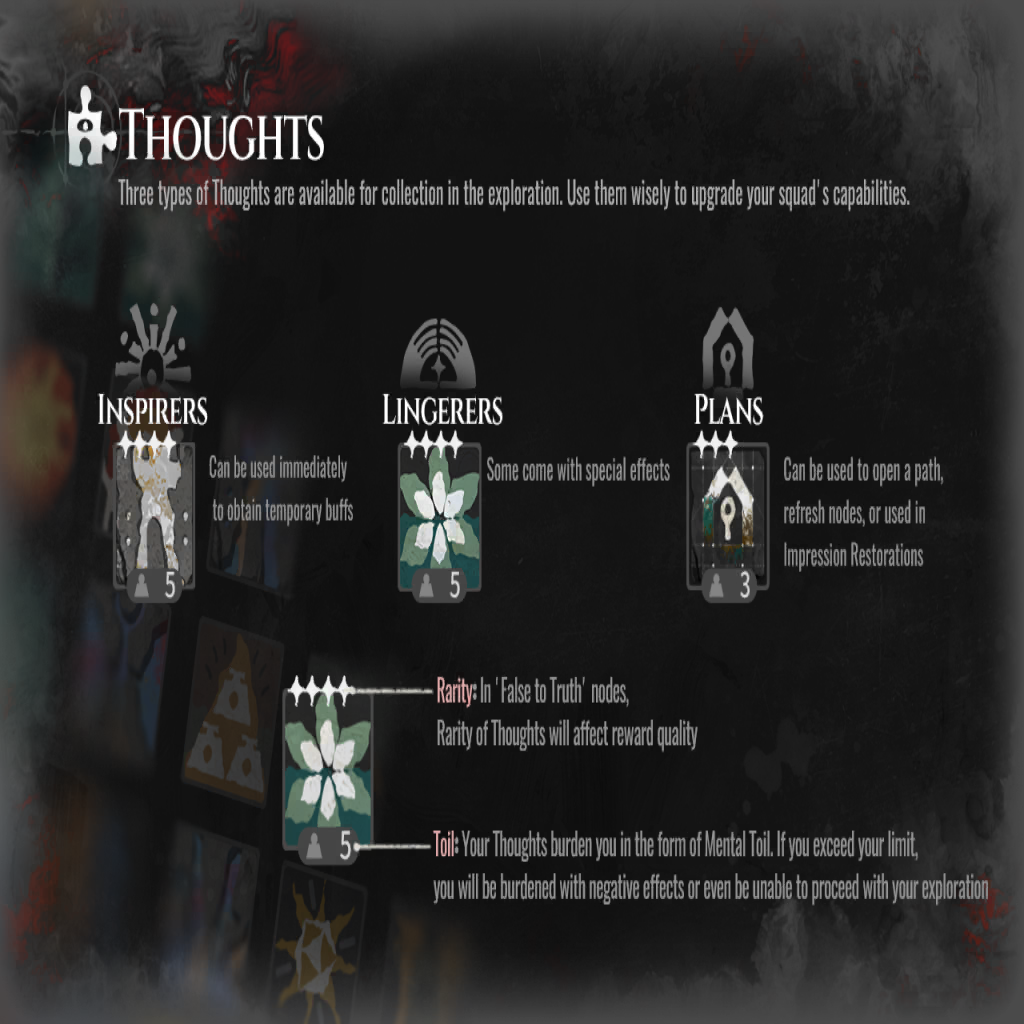 THOUGHTS
Three types of Thoughts are available for collection in the exploration. Use them wisely to upgrade your squad's capabilities.
INSPIRERS
Can be used immediately
to obtain temporary buffs
5
LINGERERS
Some come with special effects
5
PLANS
Can be used to open a path,
refresh nodes, or used in
Impression Restorations
3
Rarity: In 'False to Truth' nodes,
Rarity of Thoughts will affect reward quality
5
Toil: Your Thoughts burden you in the form of Mental Toil. If you exceed your limit,
you will be burdened with negative effects or even be unable to proceed with your exploration